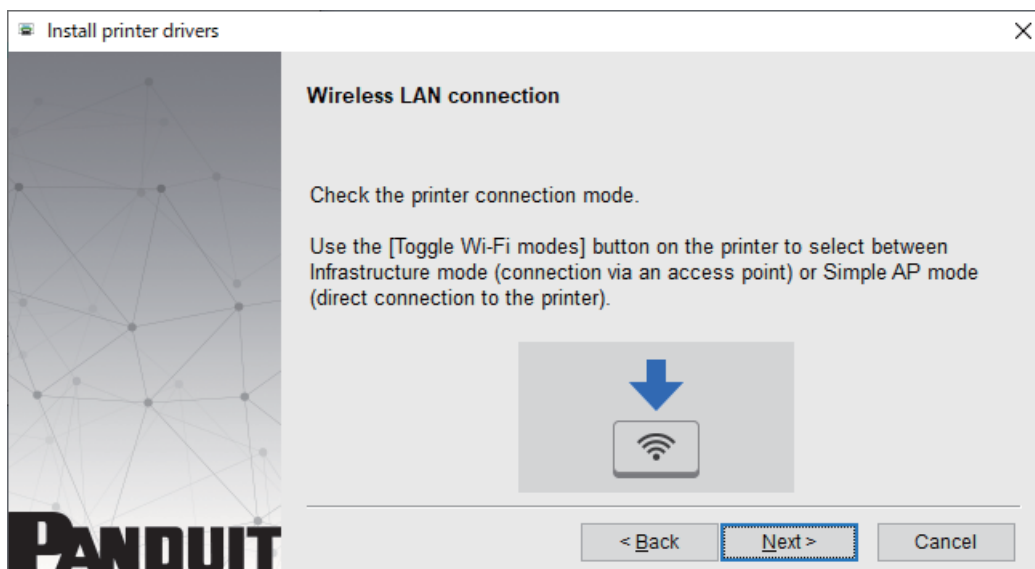 Install printer drivers
Wireless LAN connection
Check the printer connection mode.
Use the [Toggle Wi-Fi modes] button on the printer to select between
Infrastructure mode (connection via an access point) or Simple AP mode
(direct connection to the printer).
PANDUIT
< Back
Next >
Cancel